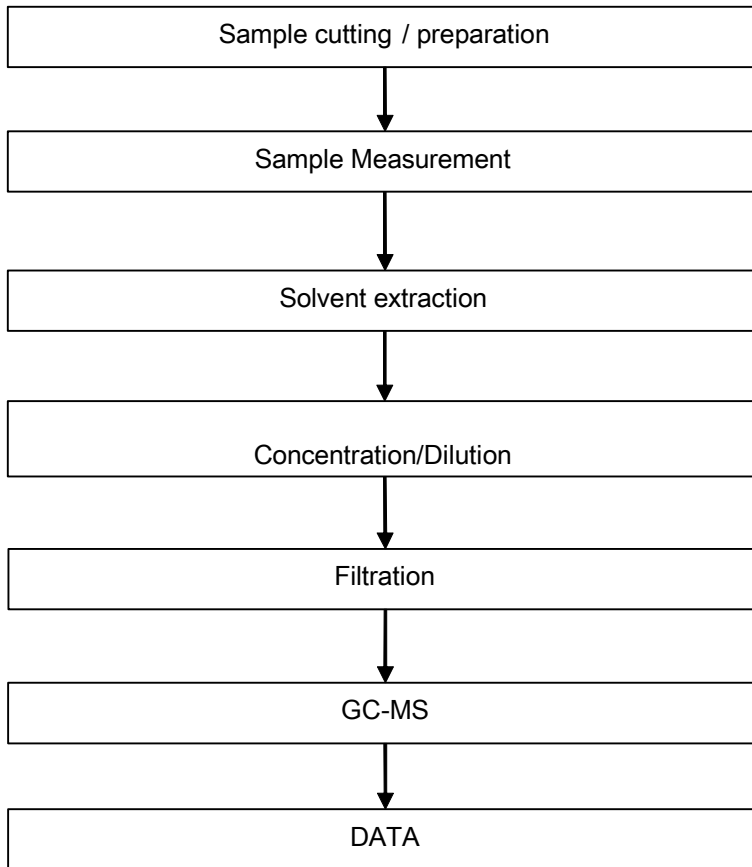 Sample cutting / preparation
Sample Measurement
Solvent extraction
Concentration/Dilution
Filtration
GC-MS
DATA